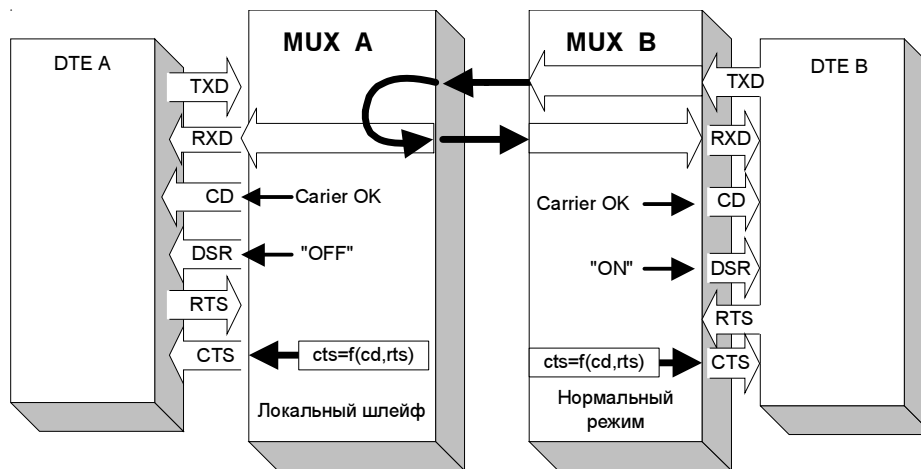 MUX A
MUX B
DTE A
DTE B
TXD
TXD
RXD
RXD
CD
Carier OK
Carrier OK
CD
DSR
"OFF"
"ON"
DSR
RTS
RTS
CTS
cts=f(cd,rts)
cts=f(cd,rts)
CTS
Локальный шлейф
Нормальный
режим